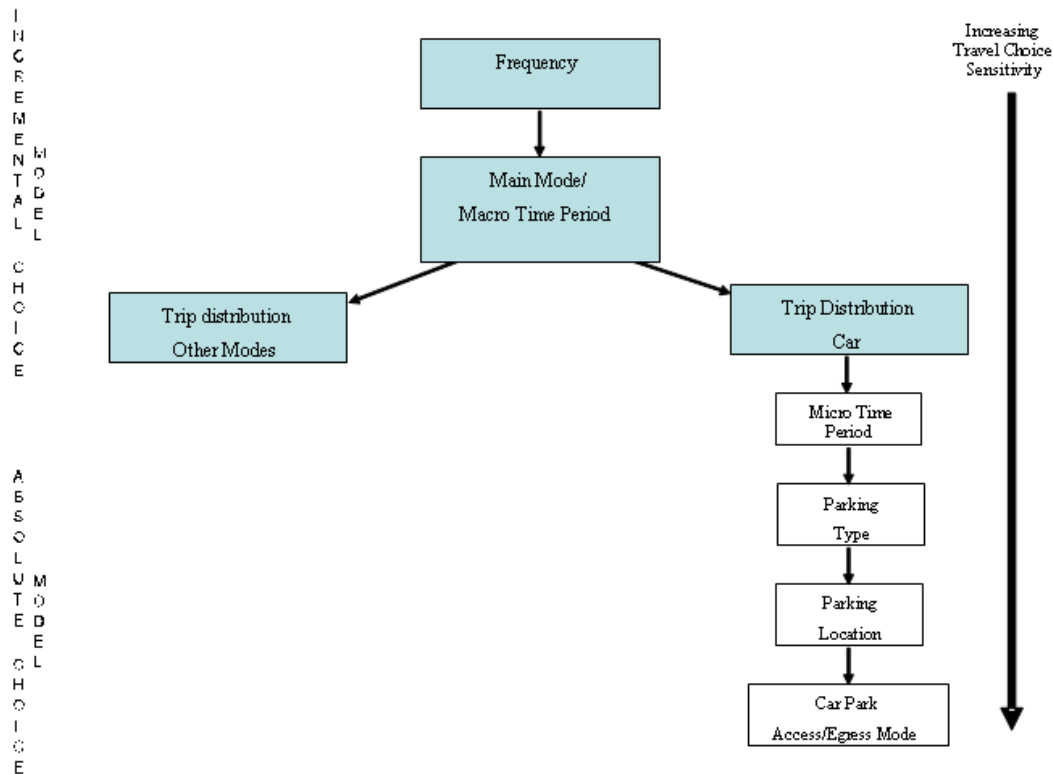 INCREMENTAL CHOICE
MODEL
Increasing
Travel Choice
Sensitivity
Frequency
Main Mode/
Macro Time Period
Trip distribution
Other Modes
Trip Distribution
Car
Micro Time
Period
Parking
Type
Parking
Location
Car Park
Access/Egress Mode
ABSOLUTE CHOICE
MODEL